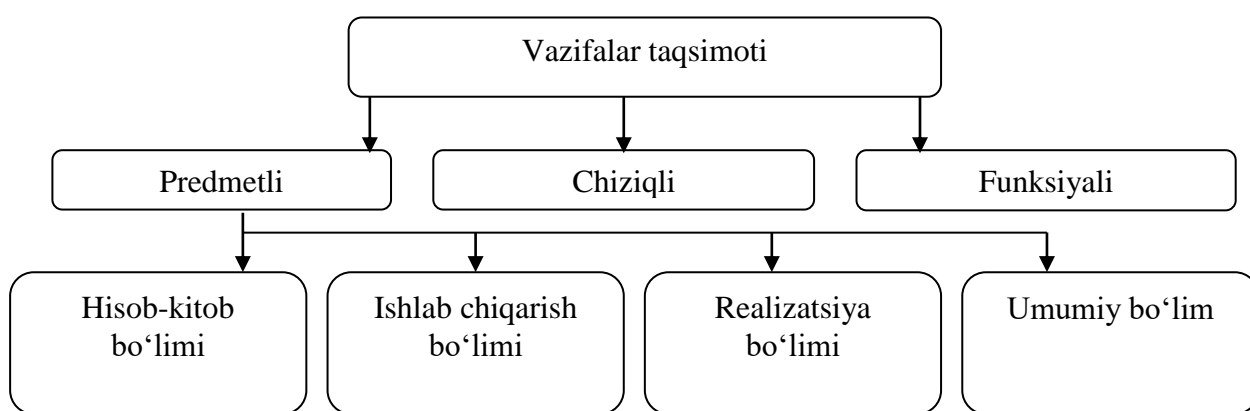 Vazifalar taqsimoti
Predmetli
Chiziqli
Funksiyali
Hisob-kitob
bo‘limi
Ishlab chiqarish
bo‘limi
Realizatsiya
bo‘limi
Umumiy bo‘lim